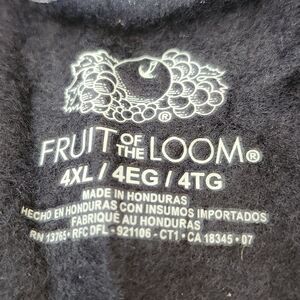 ®
FRUIT OF THE LOOM®
4XL / 4EG / 4TG
MADE IN HONDURAS
HECHO EN HONDURAS CON INSUMOS IMPORTADOS
FABRIQUÉ AU HONDURAS
RN 13765 • RFC DFL - 921106 - CT1 • CA 18345 • 07